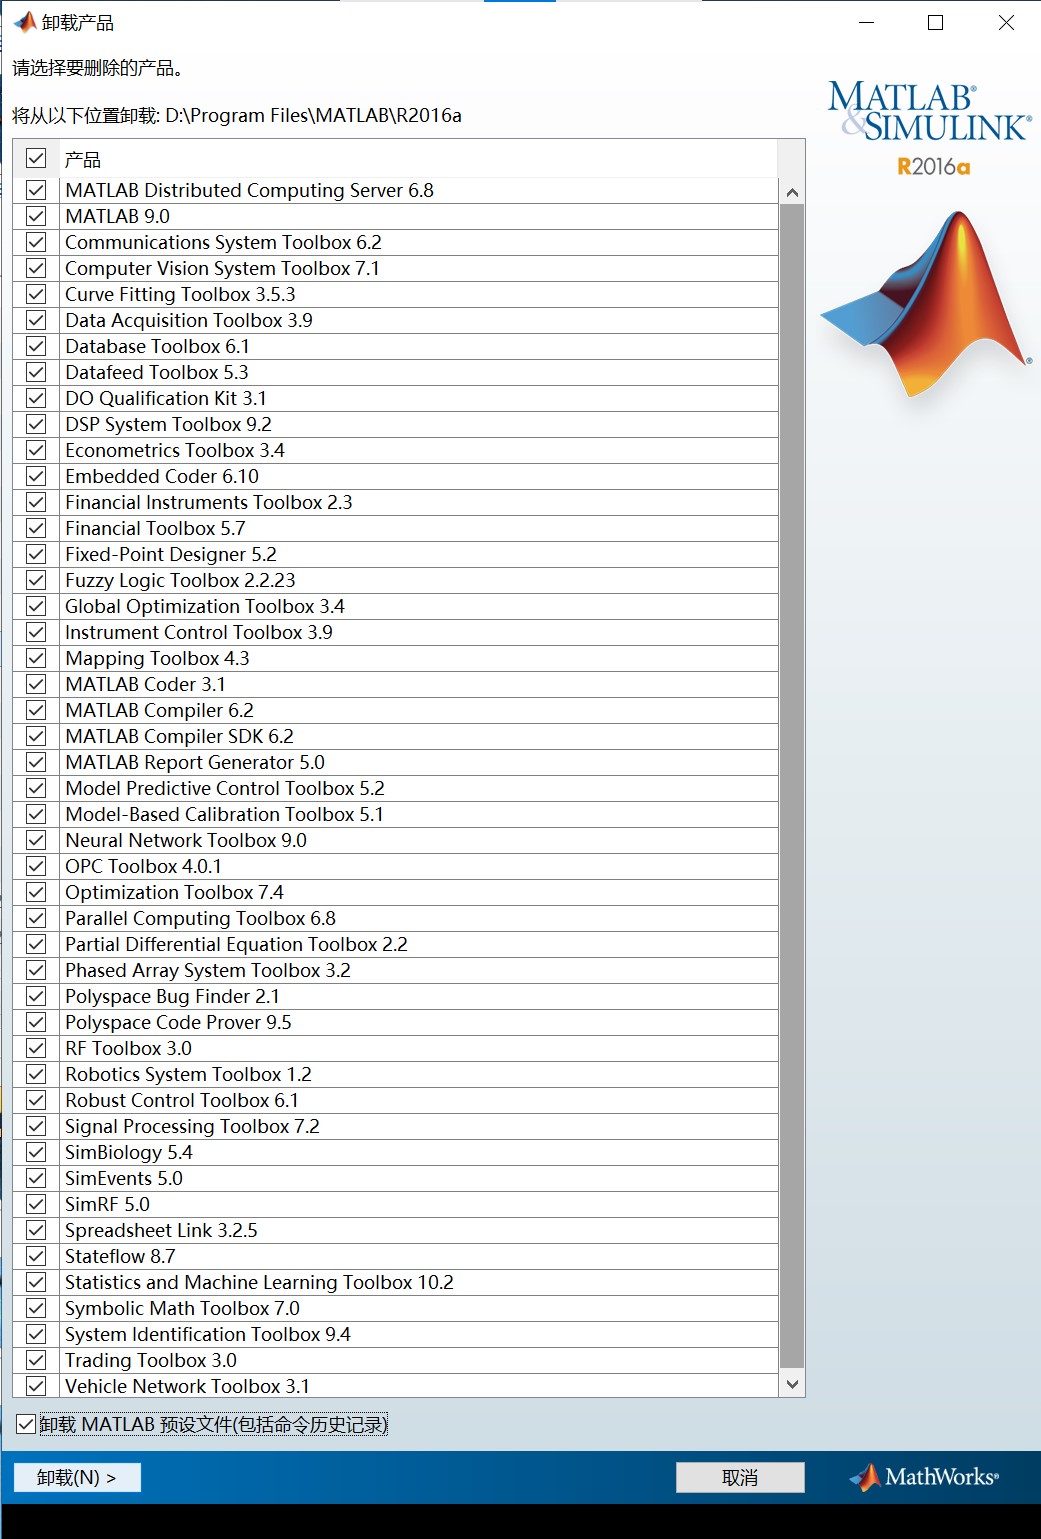 卸载产品
请选择要删除的产品。
将从以下位置卸载: D:\Program Files\MATLAB\R2016a
MATLAB®
&SIMULINK®
R2016a
产品
MATLAB Distributed Computing Server 6.8
MATLAB 9.0
Communications System Toolbox 6.2
Computer Vision System Toolbox 7.1
Curve Fitting Toolbox 3.5.3
Data Acquisition Toolbox 3.9
Database Toolbox 6.1
Datafeed Toolbox 5.3
DO Qualification Kit 3.1
DSP System Toolbox 9.2
Econometrics Toolbox 3.4
Embedded Coder 6.10
Financial Instruments Toolbox 2.3
Financial Toolbox 5.7
Fixed-Point Designer 5.2
Fuzzy Logic Toolbox 2.2.23
Global Optimization Toolbox 3.4
Instrument Control Toolbox 3.9
Mapping Toolbox 4.3
MATLAB Coder 3.1
MATLAB Compiler 6.2
MATLAB Compiler SDK 6.2
MATLAB Report Generator 5.0
Model Predictive Control Toolbox 5.2
Model-Based Calibration Toolbox 5.1
Neural Network Toolbox 9.0
OPC Toolbox 4.0.1
Optimization Toolbox 7.4
Parallel Computing Toolbox 6.8
Partial Differential Equation Toolbox 2.2
Phased Array System Toolbox 3.2
Polyspace Bug Finder 2.1
Polyspace Code Prover 9.5
RF Toolbox 3.0
Robotics System Toolbox 1.2
Robust Control Toolbox 6.1
Signal Processing Toolbox 7.2
SimBiology 5.4
SimEvents 5.0
SimRF 5.0
Spreadsheet Link 3.2.5
Stateflow 8.7
Statistics and Machine Learning Toolbox 10.2
Symbolic Math Toolbox 7.0
System Identification Toolbox 9.4
Trading Toolbox 3.0
Vehicle Network Toolbox 3.1
卸载 MATLAB 预设文件(包括命令历史记录)
卸载(N) >
取消
MathWorks®